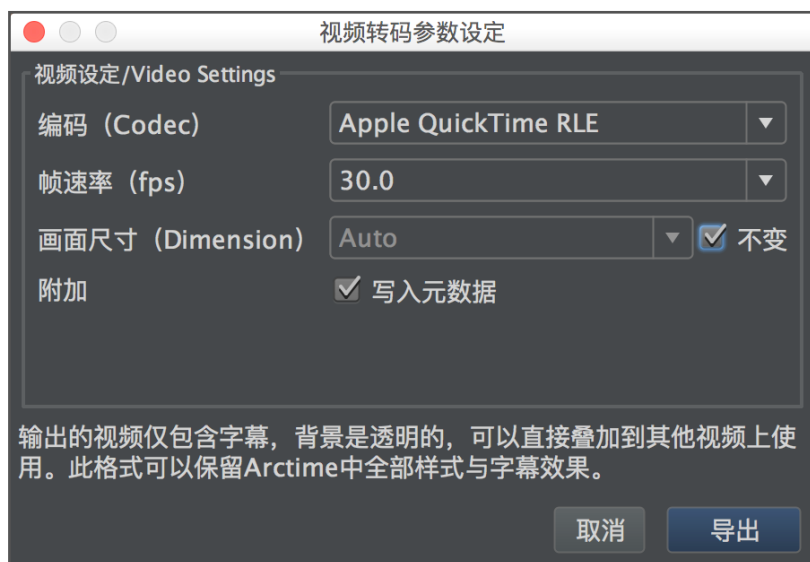 视频转码参数设定
视频设定/Video Settings
编码（Codec） Apple QuickTime RLE
帧速率（fps） 30.0
画面尺寸（Dimension） Auto 不变
附加 写入元数据
输出的视频仅包含字幕，背景是透明的，可以直接叠加到其他视频上使
用。此格式可以保留Arctime中全部样式与字幕效果。
取消 导出